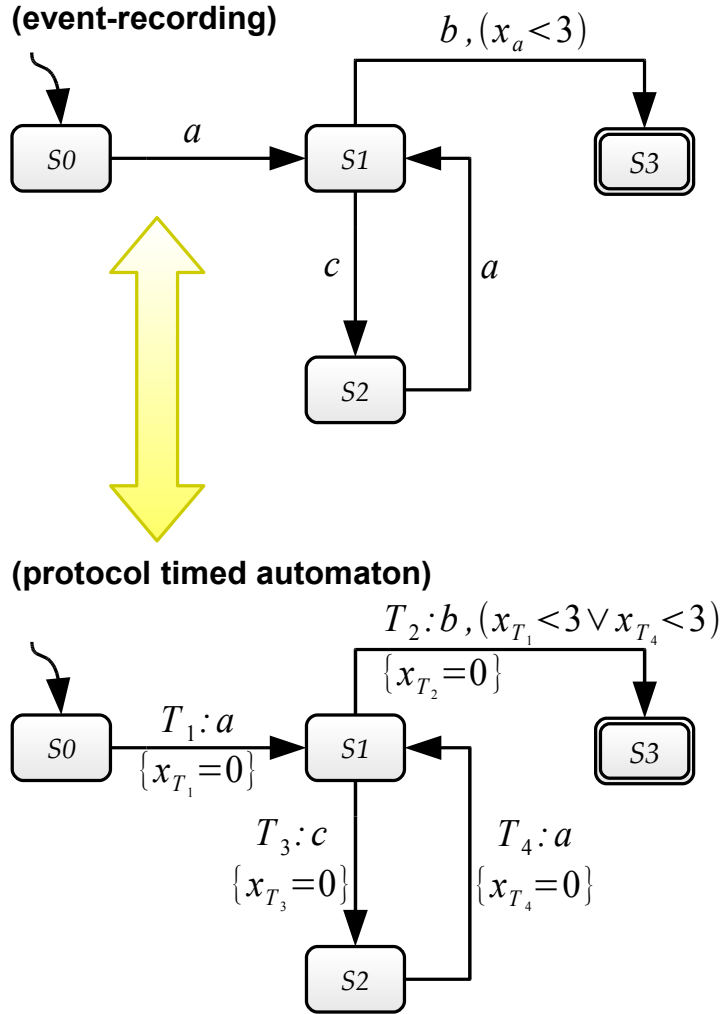 (event-recording)
b ,(x_a<3)
a
S0
S1
S3
c
a
S2
(protocol timed automaton)
T_2:b ,(x_{T_1}<3∨x_{T_4}<3)
{x_{T_2}=0}
T_1:a
{x_{T_1}=0}
S0
S1
S3
T_3:c
{x_{T_3}=0}
T_4:a
{x_{T_4}=0}
S2